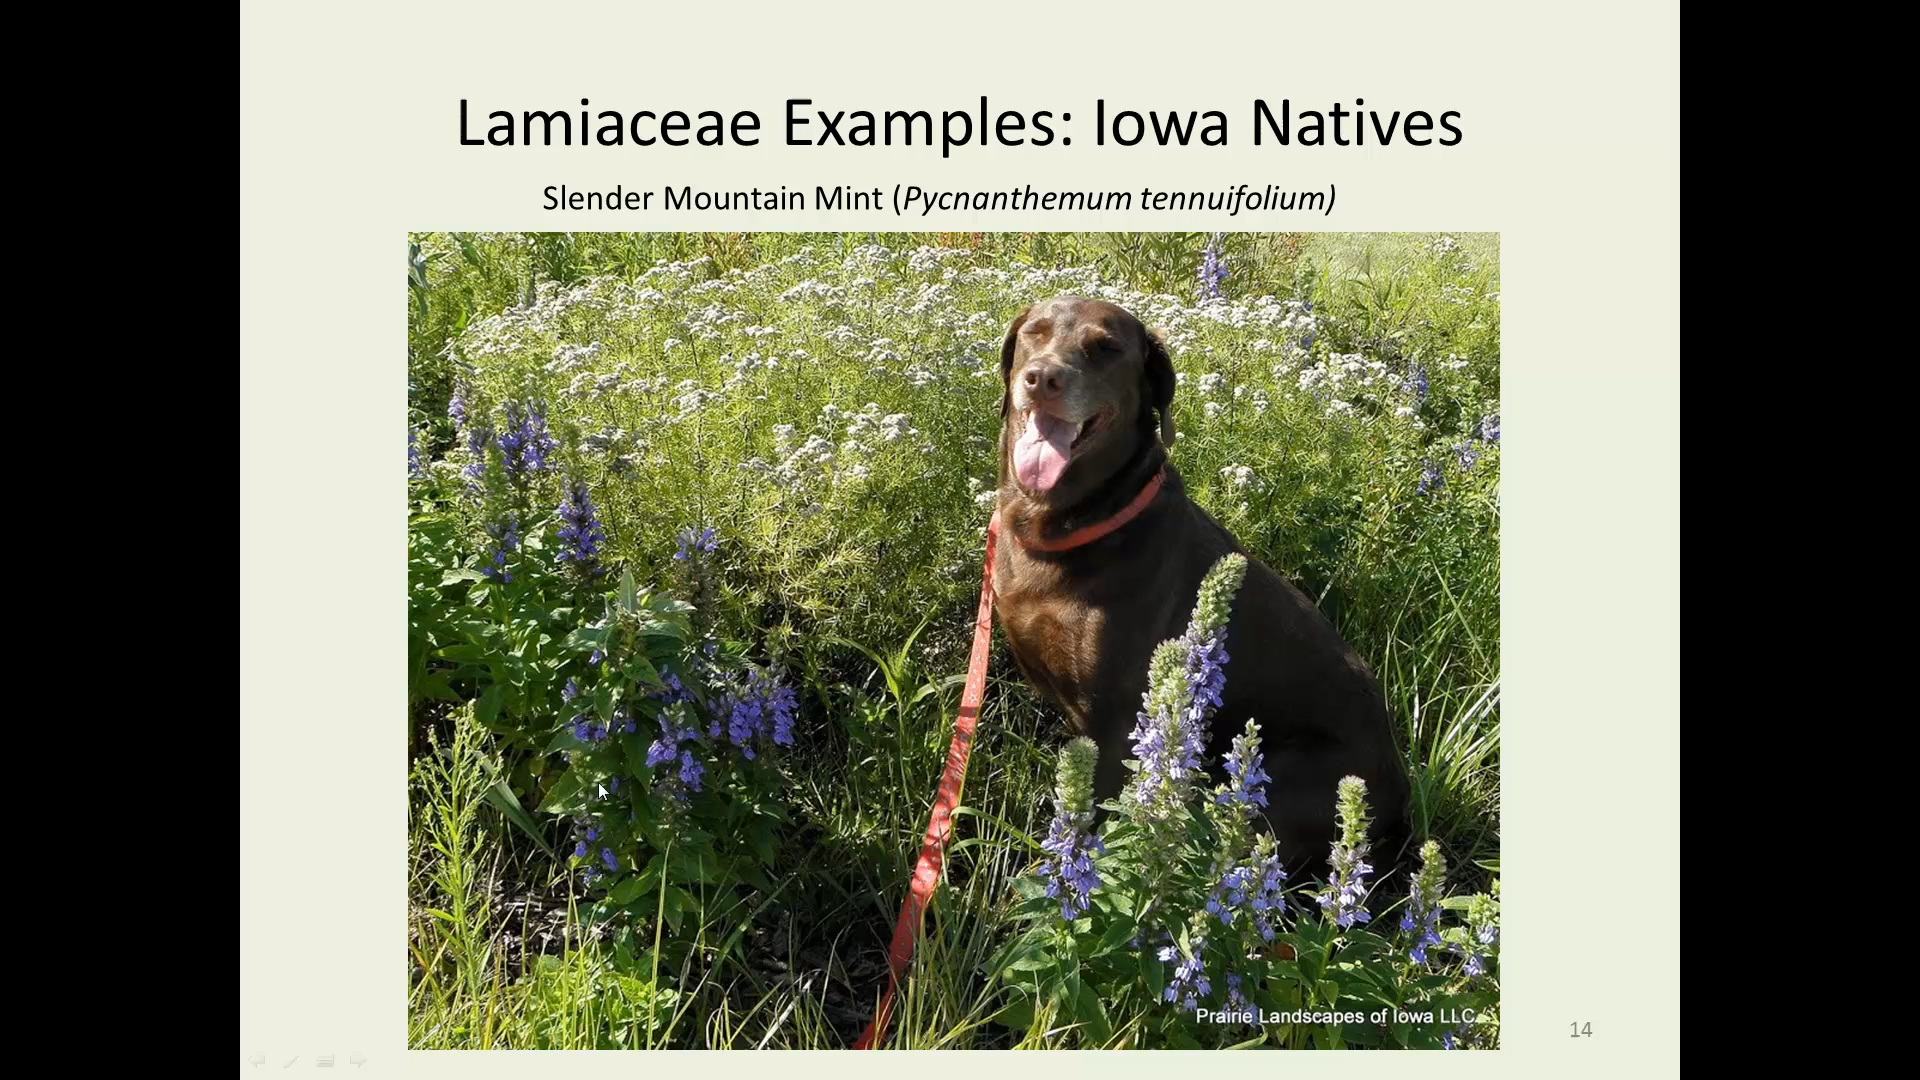 Lamiaceae Examples: Iowa Natives
Slender Mountain Mint (Pycnanthemum tennuifolium)
Prairie Landscapes of Iowa LLC
14